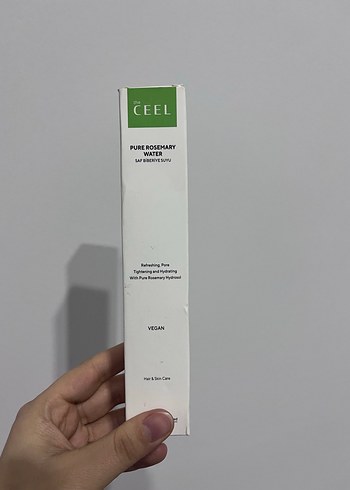 the
CEEL
PURE ROSEMARY
WATER
SAF BİBERİYE SUYU
Refreshing, Pore
Tightening and Hydrating
With Pure Rosemary Hydrosol
VEGAN
Hair & Skin Care